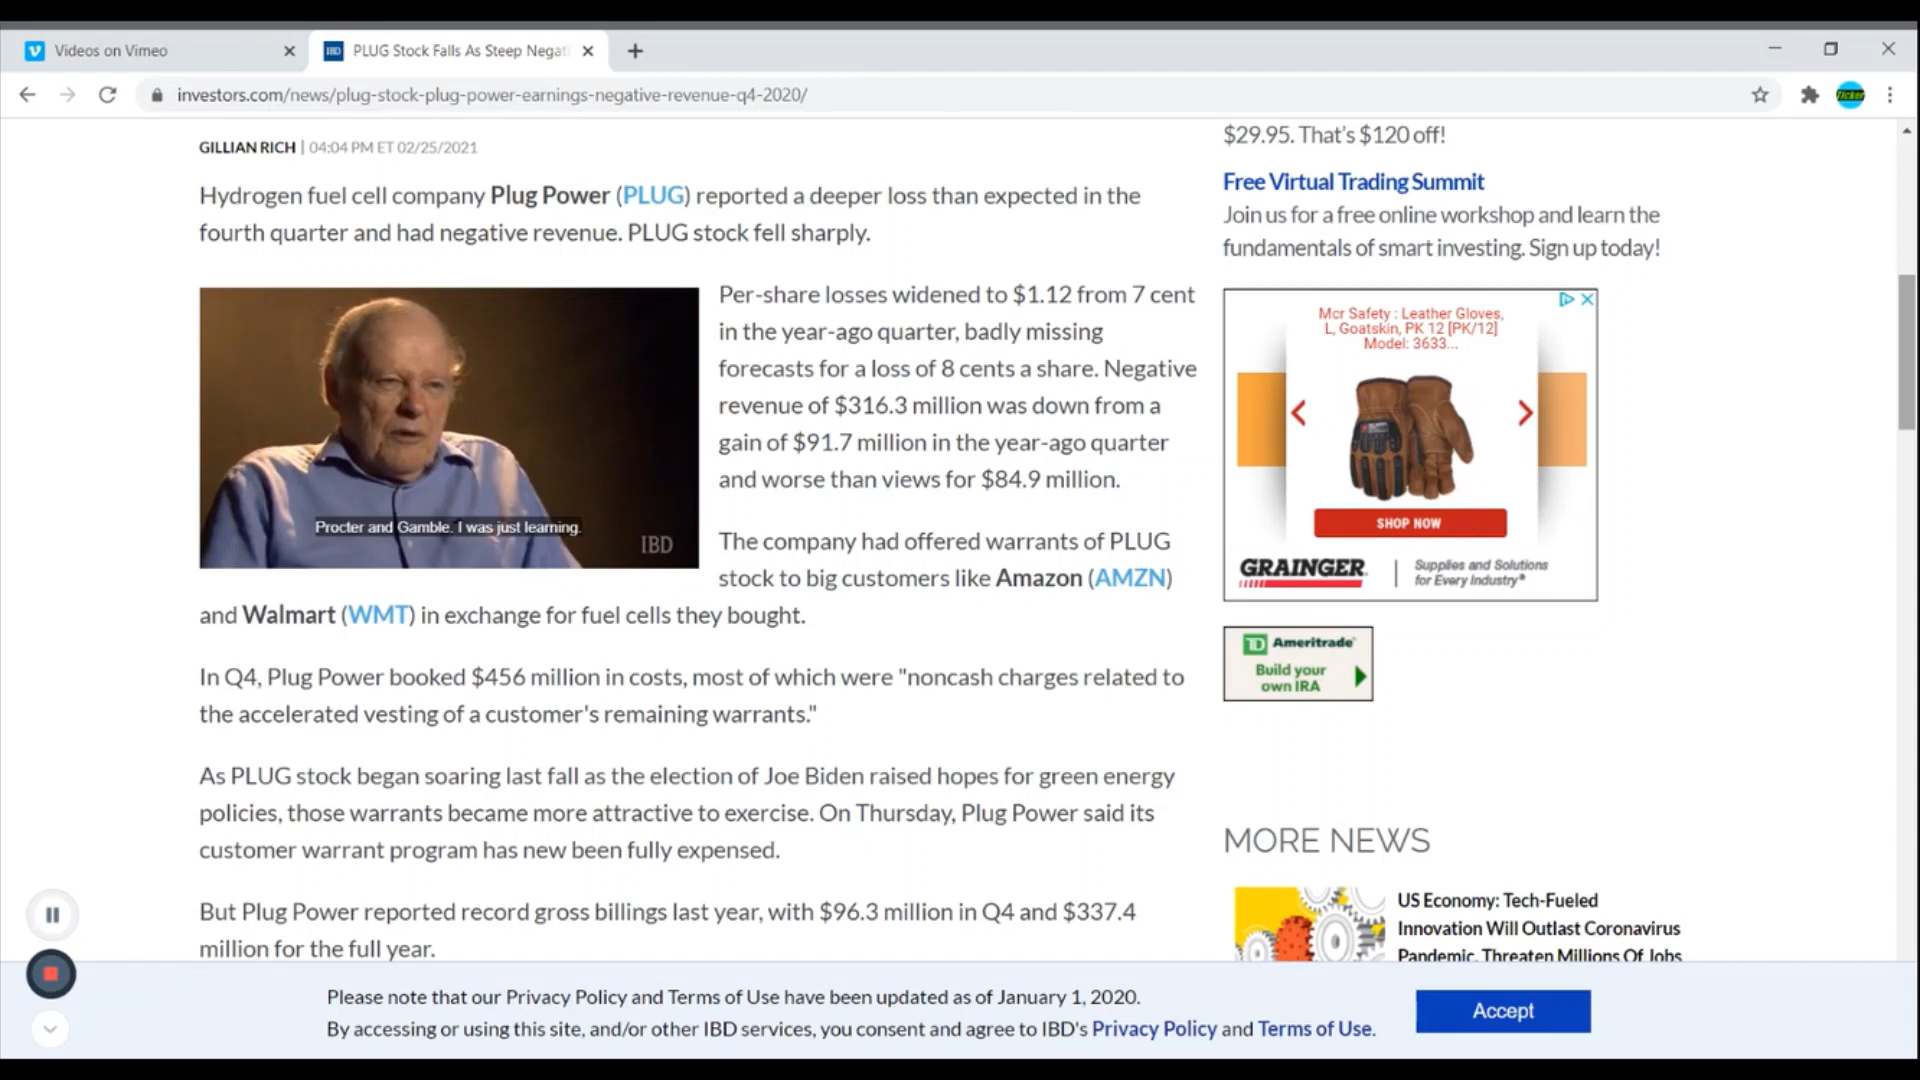 Videos on Vimeo
IBD
PLUG Stock Falls As Steep Negati
investors.com/news/plug-stock-plug-power-earnings-negative-revenue-q4-2020/
GILLIAN RICH | 04:04 PM ET 02/25/2021
Hydrogen fuel cell company Plug Power (PLUG) reported a deeper loss than expected in the
fourth quarter and had negative revenue. PLUG stock fell sharply.
Procter and Gamble. I was just learning.
IBD
Per-share losses widened to $1.12 from 7 cent
in the year-ago quarter, badly missing
forecasts for a loss of 8 cents a share. Negative
revenue of $316.3 million was down from a
gain of $91.7 million in the year-ago quarter
and worse than views for $84.9 million.
The company had offered warrants of PLUG
stock to big customers like Amazon (AMZN)
and Walmart (WMT) in exchange for fuel cells they bought.
In Q4, Plug Power booked $456 million in costs, most of which were "noncash charges related to
the accelerated vesting of a customer's remaining warrants."
As PLUG stock began soaring last fall as the election of Joe Biden raised hopes for green energy
policies, those warrants became more attractive to exercise. On Thursday, Plug Power said its
customer warrant program has new been fully expensed.
But Plug Power reported record gross billings last year, with $96.3 million in Q4 and $337.4
million for the full year.
$29.95. That's $120 off!
Free Virtual Trading Summit
Join us for a free online workshop and learn the
fundamentals of smart investing. Sign up today!
Mcr Safety : Leather Gloves,
L, Goatskin, PK 12 [PK/12]
Model: 3633...
SHOP NOW
GRAINGER
Supplies and Solutions
for Every Industry®
TD Ameritrade
Build your
own IRA
MORE NEWS
US Economy: Tech-Fueled
Innovation Will Outlast Coronavirus
Pandemic, Threaten Millions Of Jobs
Please note that our Privacy Policy and Terms of Use have been updated as of January 1, 2020.
By accessing or using this site, and/or other IBD services, you consent and agree to IBD's Privacy Policy and Terms of Use.
Accept